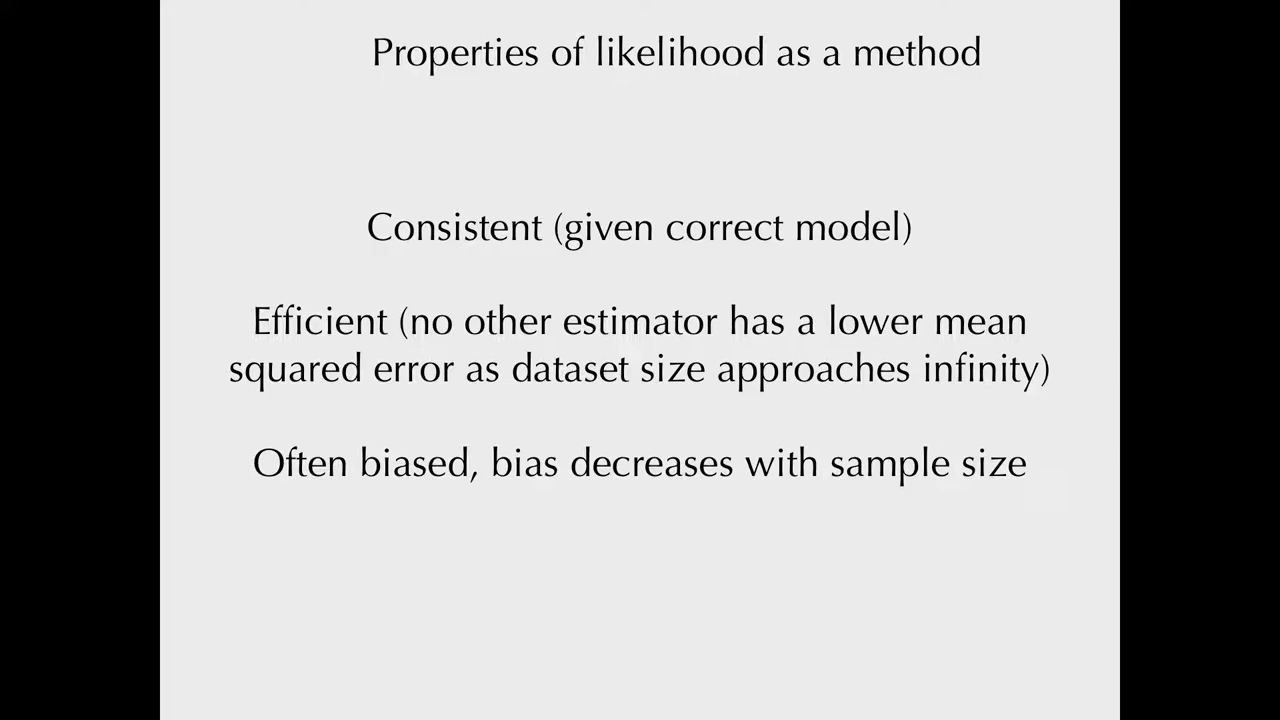 Properties of likelihood as a method
Consistent (given correct model)
Efficient (no other estimator has a lower mean
squared error as dataset size approaches infinity)
Often biased, bias decreases with sample size